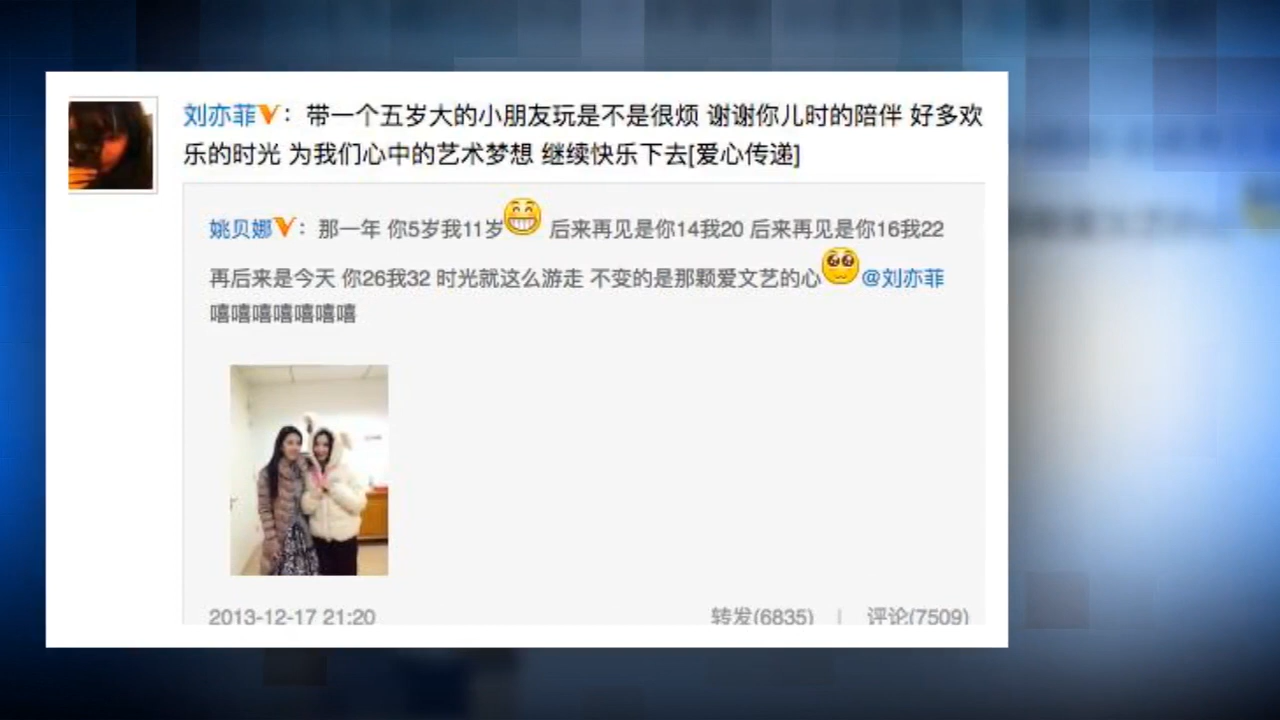 刘亦菲V：带一个五岁大的小朋友玩是不是很烦 谢谢你儿时的陪伴 好多欢
乐的时光 为我们心中的艺术梦想 继续快乐下去[爱心传递]
姚贝娜V：那一年 你5岁我11岁 后来再见是你14我20 后来再见是你16我22
再后来是今天 你26我32 时光就这么游走 不变的是那颗爱文艺的心 @刘亦菲
嘻嘻嘻嘻嘻嘻嘻
2013-12-17 21:20 转发(6835) | 评论(7509)